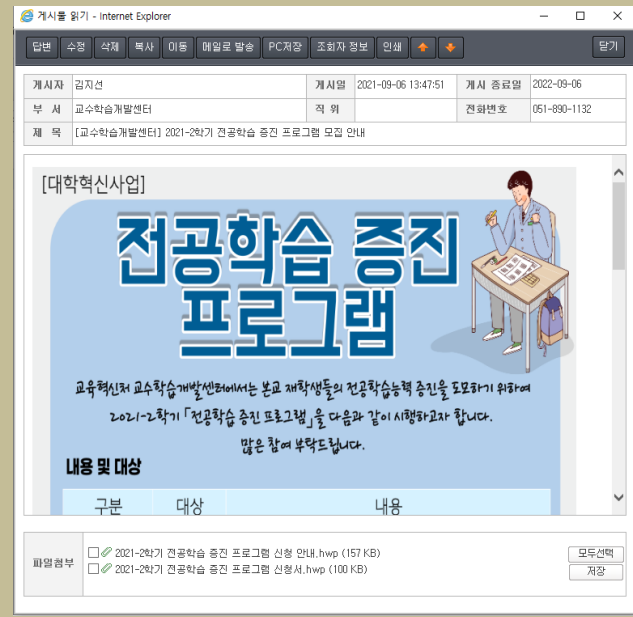 게시물 읽기 - Internet Explorer
답변 수정 삭제 복사 이동 메일로 발송 PC저장 조회자 정보 인쇄 닫기
게시자 김지선 게시일 2021-09-06 13:47:51 게시 종료일 2022-09-06
부 서 교수학습개발센터 직 위 전화번호 051-890-1132
제 목 [교수학습개발센터] 2021-2학기 전공학습 증진 프로그램 모집 안내
[대학혁신사업]
전공학습 증진
프로그램
교육혁신처 교수학습개발센터에서는 본교 재학생들의 전공학습능력 증진을 도모하기 위하여
2021-2학기 「전공학습 증진 프로그램」을 다음과 같이 시행하고자 합니다.
많은 참여 부탁드립니다.
내용 및 대상
구분 대상 내용
파일첨부
2021-2학기 전공학습 증진 프로그램 신청 안내.hwp (157 KB)
2021-2학기 전공학습 증진 프로그램 신청서.hwp (100 KB)
모두선택
저장